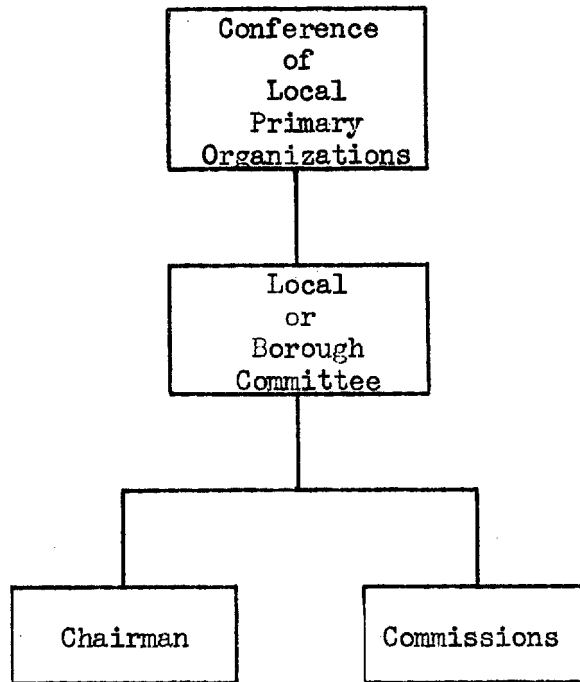 Conference
of
Local
Primary
Organizations
Local
or
Borough
Committee
Chairman
Commissions